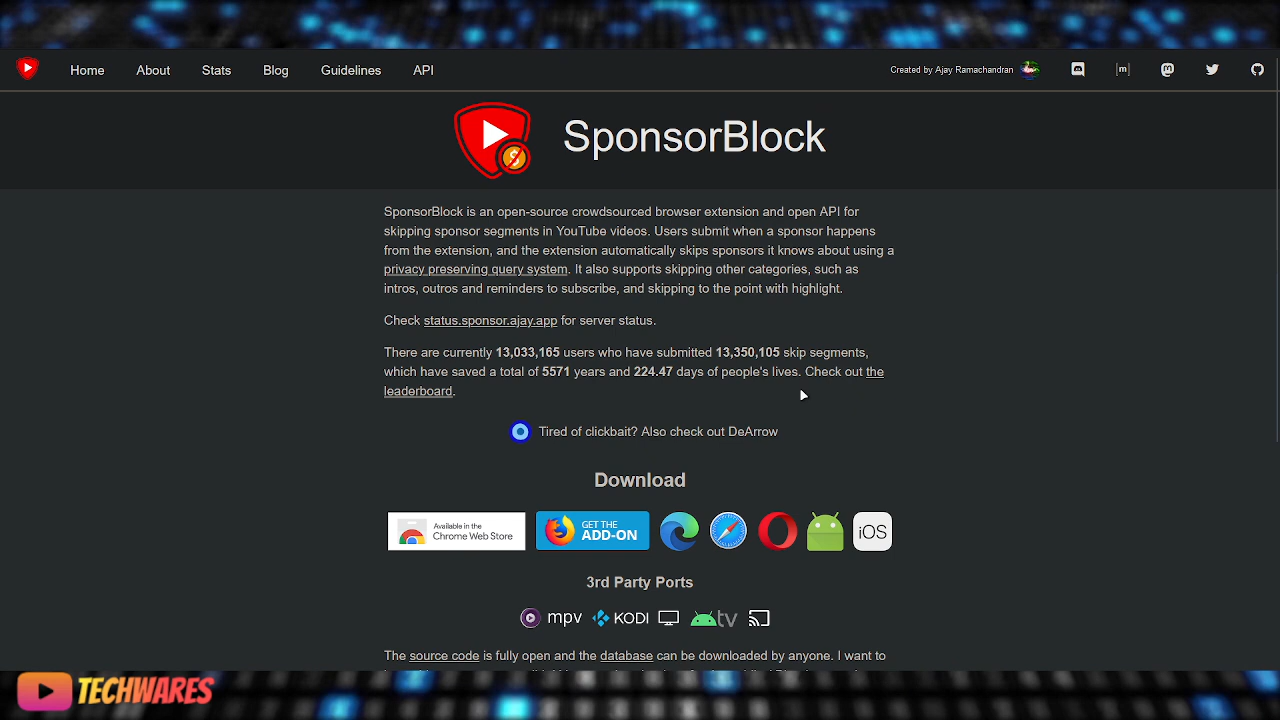 Home About Stats Blog Guidelines API Created by Ajay Ramachandran [m]
SponsorBlock
SponsorBlock is an open-source crowdsourced browser extension and open API for
skipping sponsor segments in YouTube videos. Users submit when a sponsor happens
from the extension, and the extension automatically skips sponsors it knows about using a
privacy preserving query system. It also supports skipping other categories, such as
intros, outros and reminders to subscribe, and skipping to the point with highlight.
Check status.sponsor.ajay.app for server status.
There are currently 13,033,165 users who have submitted 13,350,105 skip segments,
which have saved a total of 5571 years and 224.47 days of people's lives. Check out the
leaderboard.
Tired of clickbait? Also check out DeArrow
Download
Available in the
Chrome Web Store
GET THE
ADD-ON
iOS
3rd Party Ports
mpv KODI tv
The source code is fully open and the database can be downloaded by anyone. I want to
TECHWARES